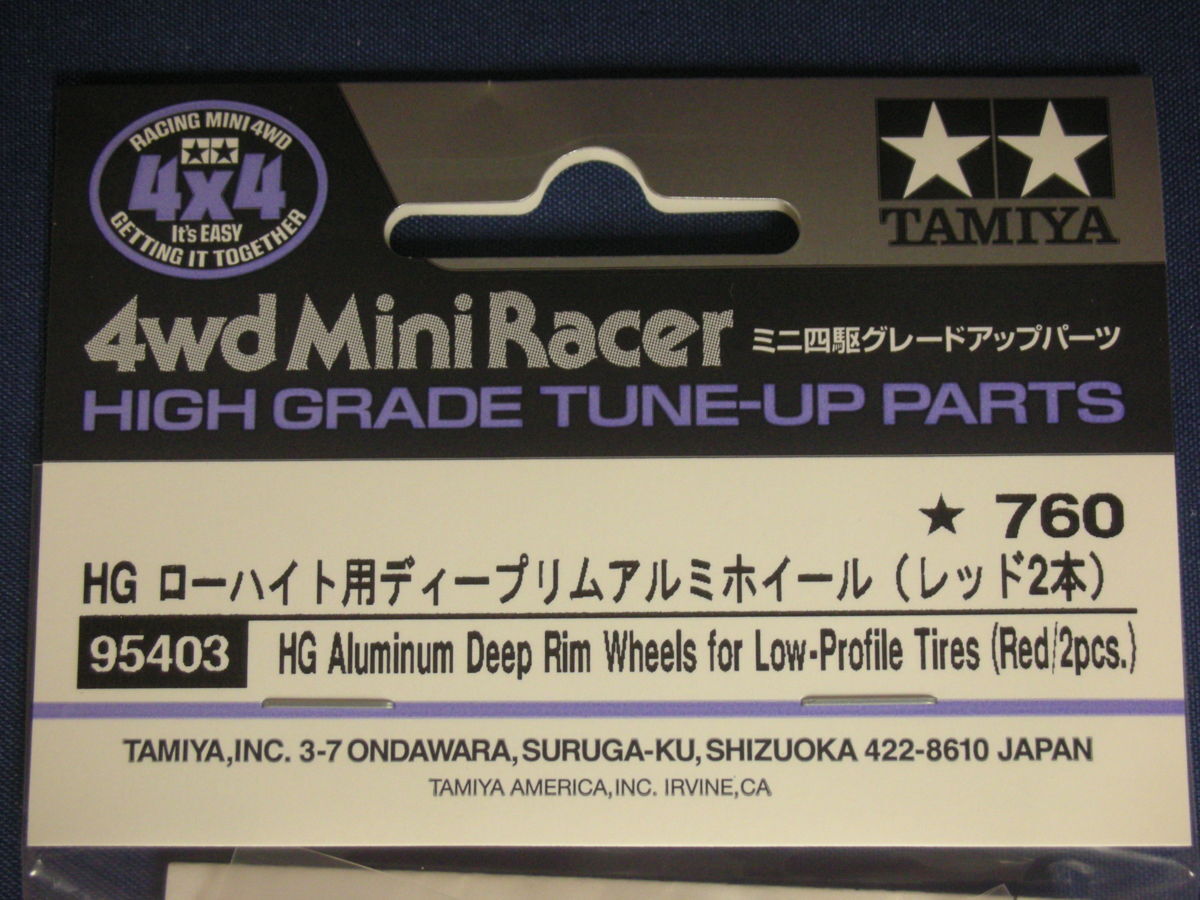 RACING MINI 4WD
4x4
It's EASY
GETTING IT TOGETHER
TAMIYA
4wd Mini Racer ミニ四駆グレードアップパーツ
HIGH GRADE TUNE-UP PARTS
★ 760
HG ローハイト用ディープリムアルミホイール（レッド2本）
95403 HG Aluminum Deep Rim Wheels for Low-Profile Tires (Red/2pcs.)
TAMIYA,INC. 3-7 ONDAWARA,SURUGA-KU,SHIZUOKA 422-8610 JAPAN
TAMIYA AMERICA,INC. IRVINE,CA